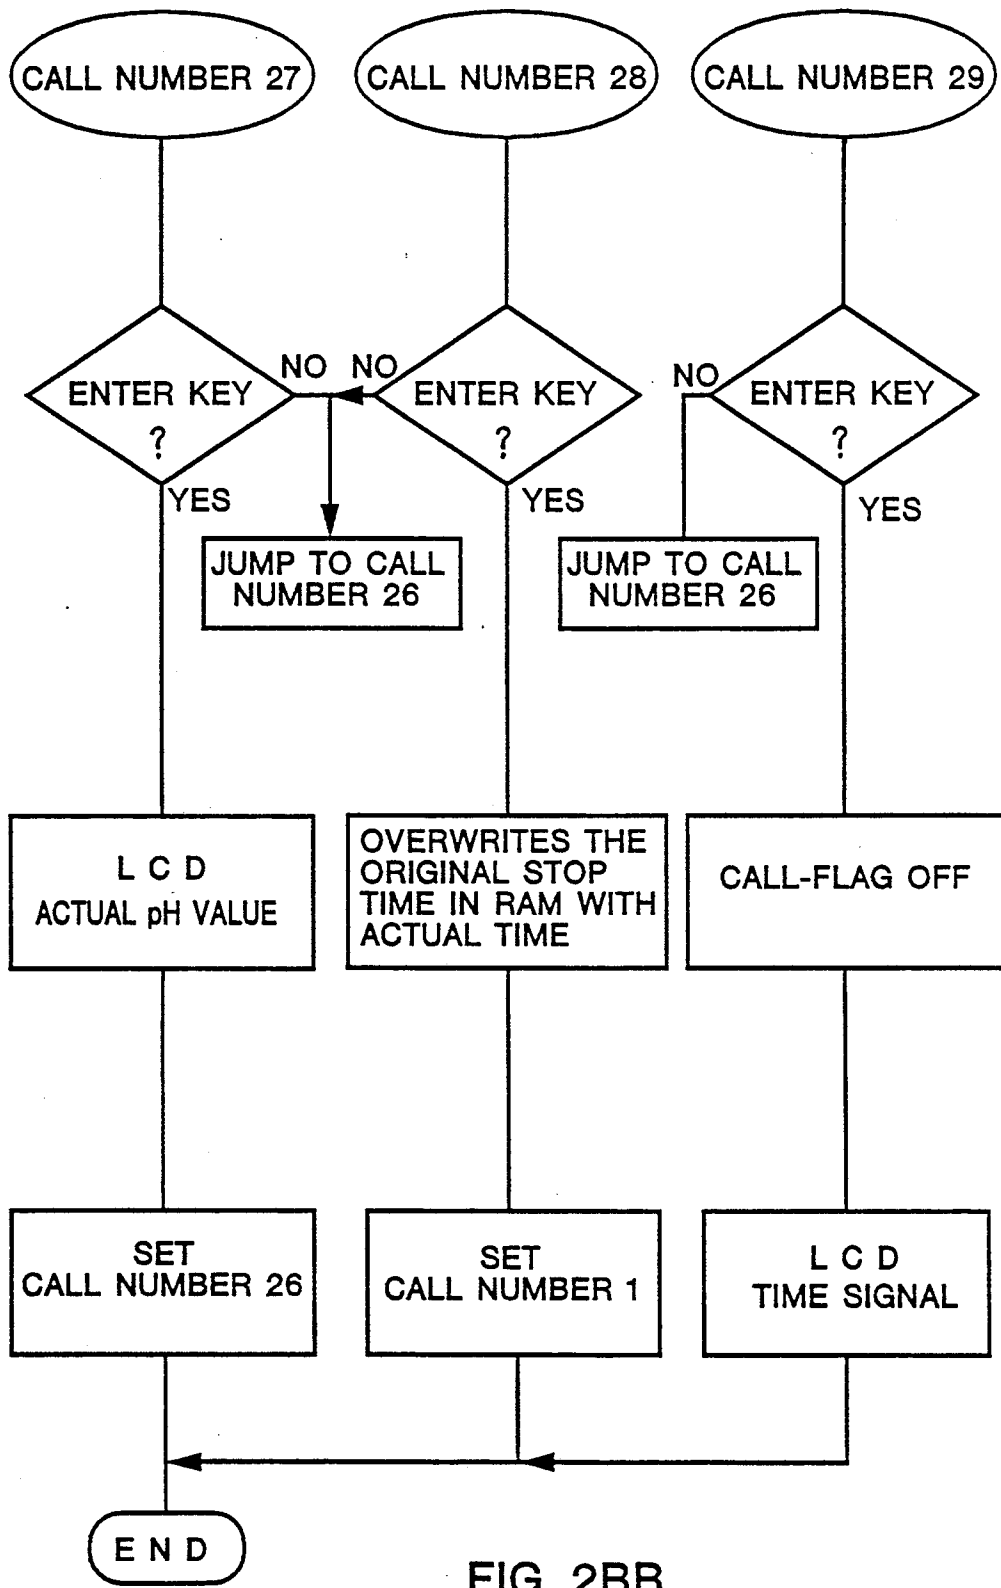 CALL NUMBER 27
CALL NUMBER 28
CALL NUMBER 29
ENTER KEY
?
NO
YES
NO
ENTER KEY
?
YES
NO
ENTER KEY
?
YES
JUMP TO CALL
NUMBER 26
JUMP TO CALL
NUMBER 26
L C D
ACTUAL pH VALUE
OVERWRITES THE
ORIGINAL STOP
TIME IN RAM WITH
ACTUAL TIME
CALL-FLAG OFF
SET
CALL NUMBER 26
SET
CALL NUMBER 1
L C D
TIME SIGNAL
E N D
FIG. 2BB